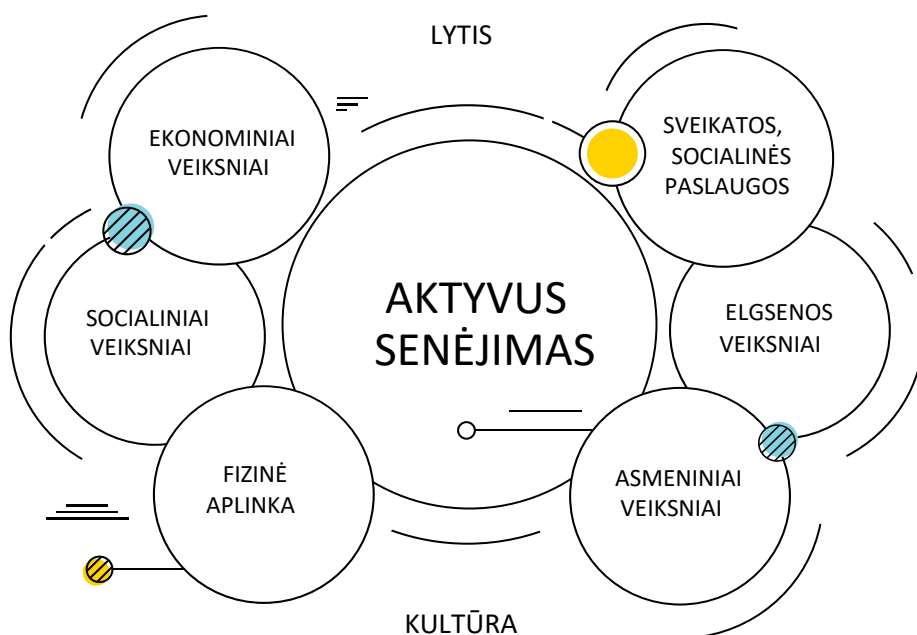 LYTIS
EKONOMINIAI
VEIKSNIAI
SVEIKATOS,
SOCIALINĖS
PASLAUGOS
SOCIALINIAI
VEIKSNIAI
AKTYVUS
SENĖJIMAS
ELGSENOS
VEIKSNIAI
FIZINĖ
APLINKA
ASMENINIAI
VEIKSNIAI
KULTŪRA